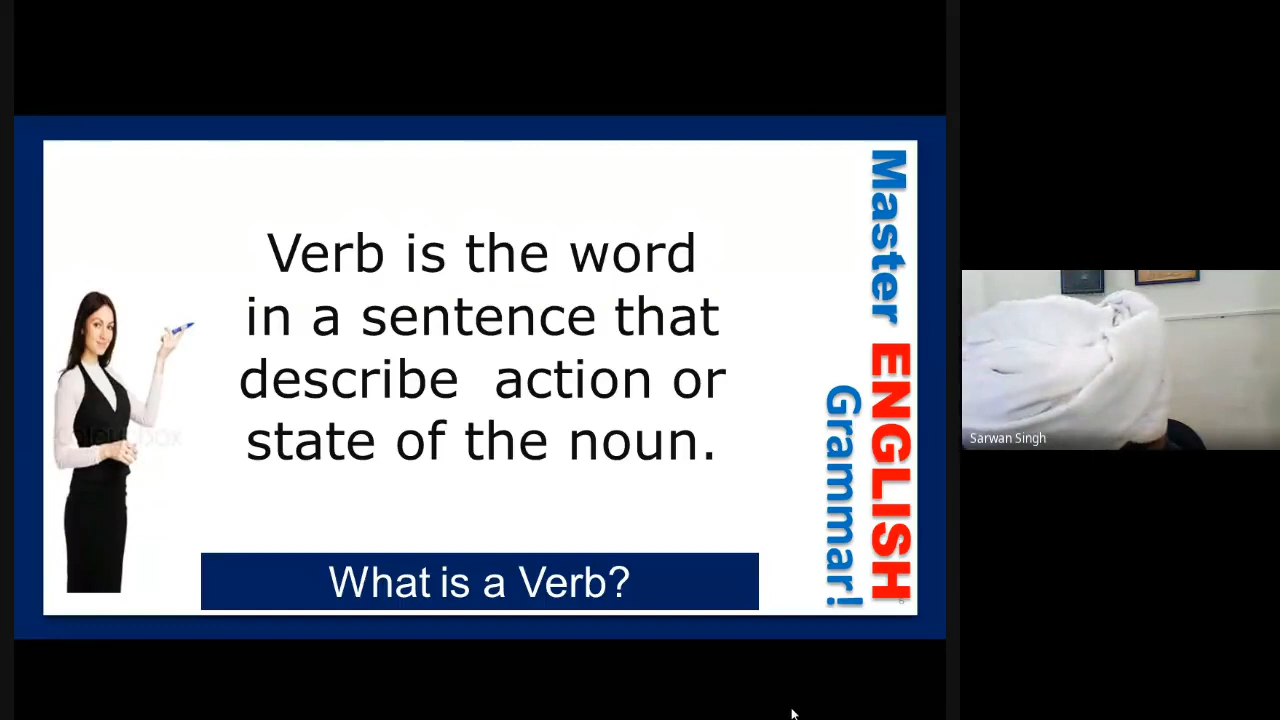 Verb is the word
in a sentence that
describe action or
state of the noun.
What is a Verb?
Master ENGLISH
Grammar!
Sarwan Singh